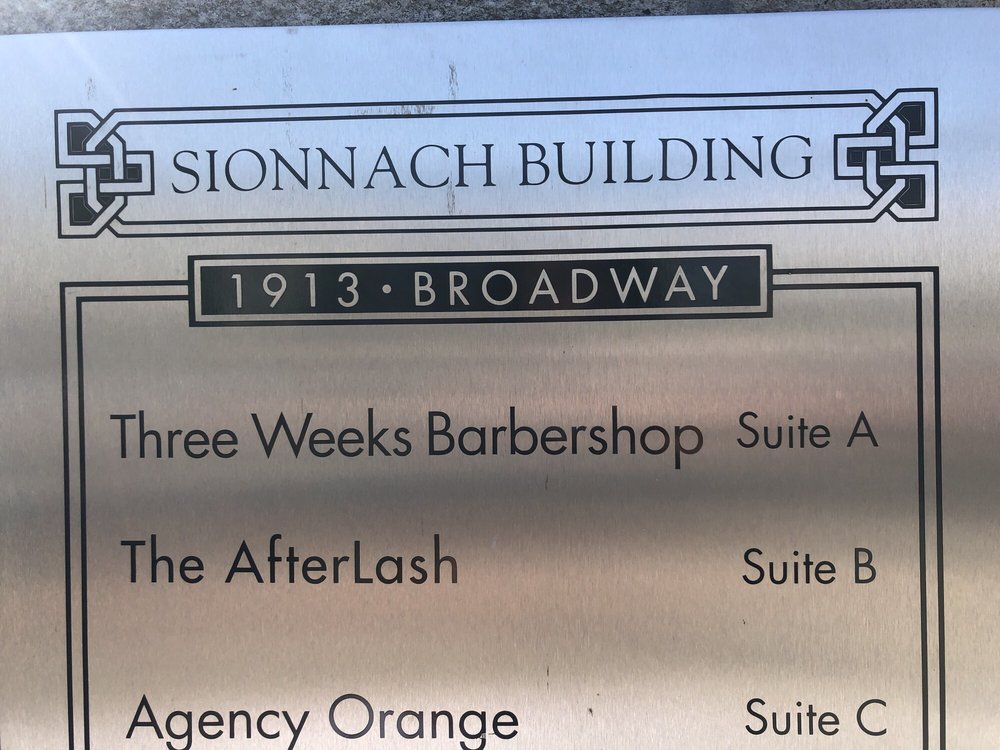 SIONNACH BUILDING
1913 • BROADWAY
Three Weeks Barbershop Suite A
The AfterLash Suite B
Agency Orange Suite C